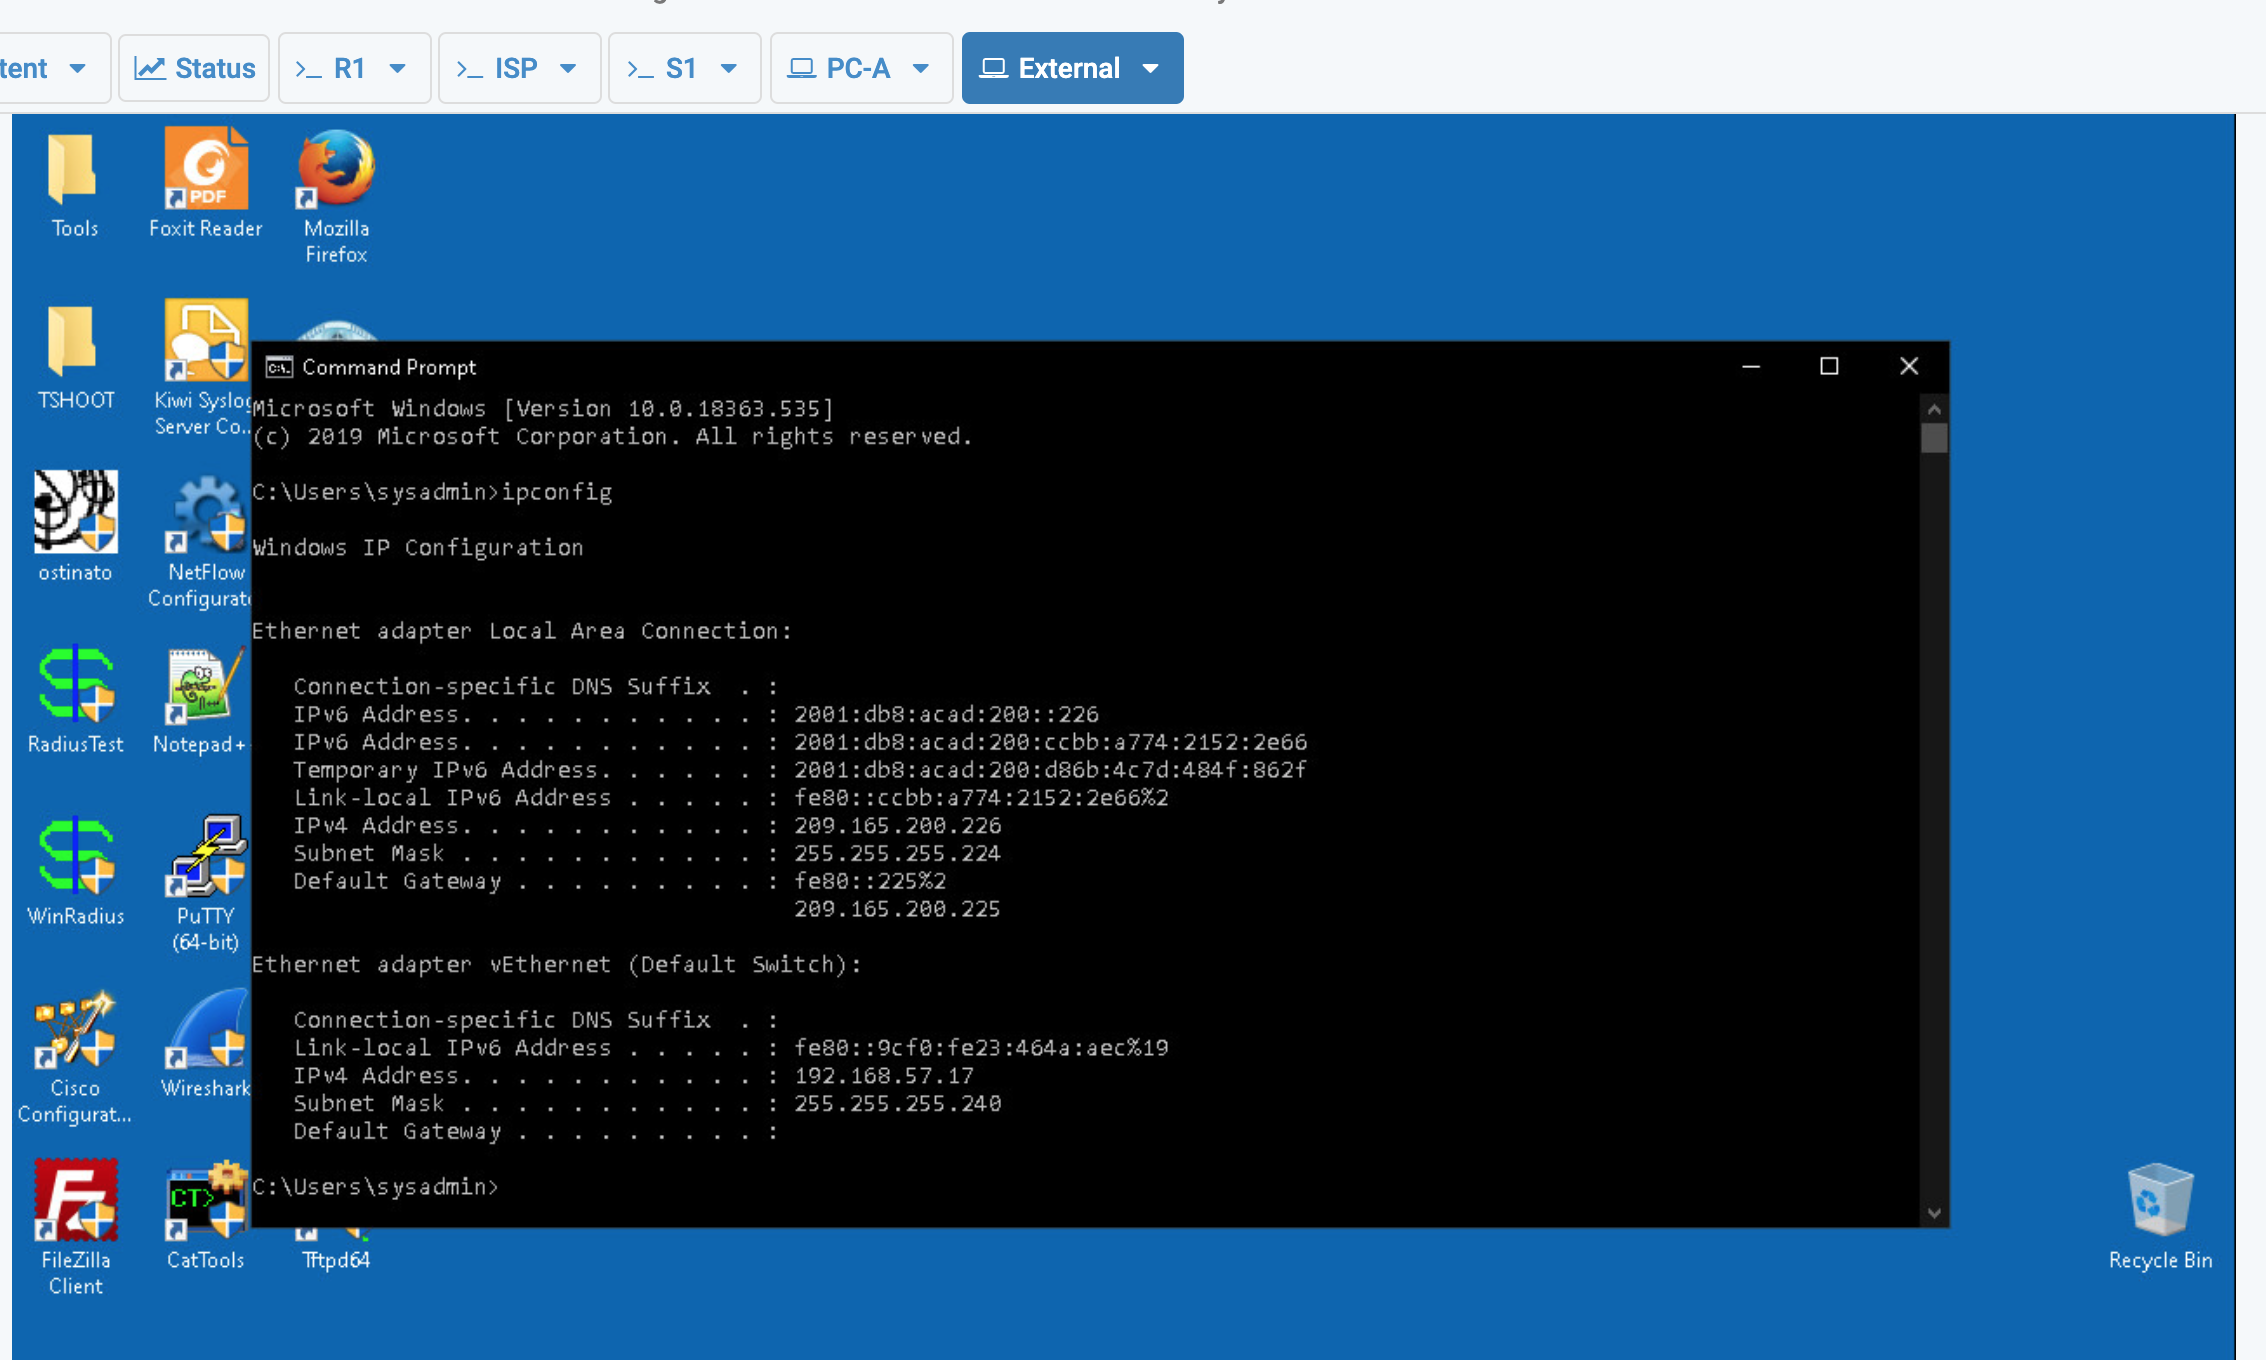 tent
Status
>_ R1
>_ ISP
>_ S1
PC-A
External
Tools
Foxit Reader
PDF
Mozilla
Firefox
TSHOOT
Kiwi Syslog
Server Co...
ostinato
NetFlow
Configurat
RadiusTest
Notepad+
WinRadius
PuTTY
(64-bit)
Cisco
Configurat...
Wireshark
FileZilla
Client
CT>
CatTools
Tftpd64
Recycle Bin
C:\.
Command Prompt
Microsoft Windows [Version 10.0.18363.535]
(c) 2019 Microsoft Corporation. All rights reserved.
C:\Users\sysadmin>ipconfig
Windows IP Configuration
Ethernet adapter Local Area Connection:
Connection-specific DNS Suffix  . :
IPv6 Address. . . . . . . . . . . : 2001:db8:acad:200::226
IPv6 Address. . . . . . . . . . . : 2001:db8:acad:200:ccbb:a774:2152:2e66
Temporary IPv6 Address. . . . . . : 2001:db8:acad:200:d86b:4c7d:484f:862f
Link-local IPv6 Address . . . . . : fe80::ccbb:a774:2152:2e66%2
IPv4 Address. . . . . . . . . . . : 209.165.200.226
Subnet Mask . . . . . . . . . . . : 255.255.255.224
Default Gateway . . . . . . . . . : fe80::225%2
209.165.200.225
Ethernet adapter vEthernet (Default Switch):
Connection-specific DNS Suffix  . :
Link-local IPv6 Address . . . . . : fe80::9cf0:fe23:464a:aec%19
IPv4 Address. . . . . . . . . . . : 192.168.57.17
Subnet Mask . . . . . . . . . . . : 255.255.255.240
Default Gateway . . . . . . . . . :
C:\Users\sysadmin>